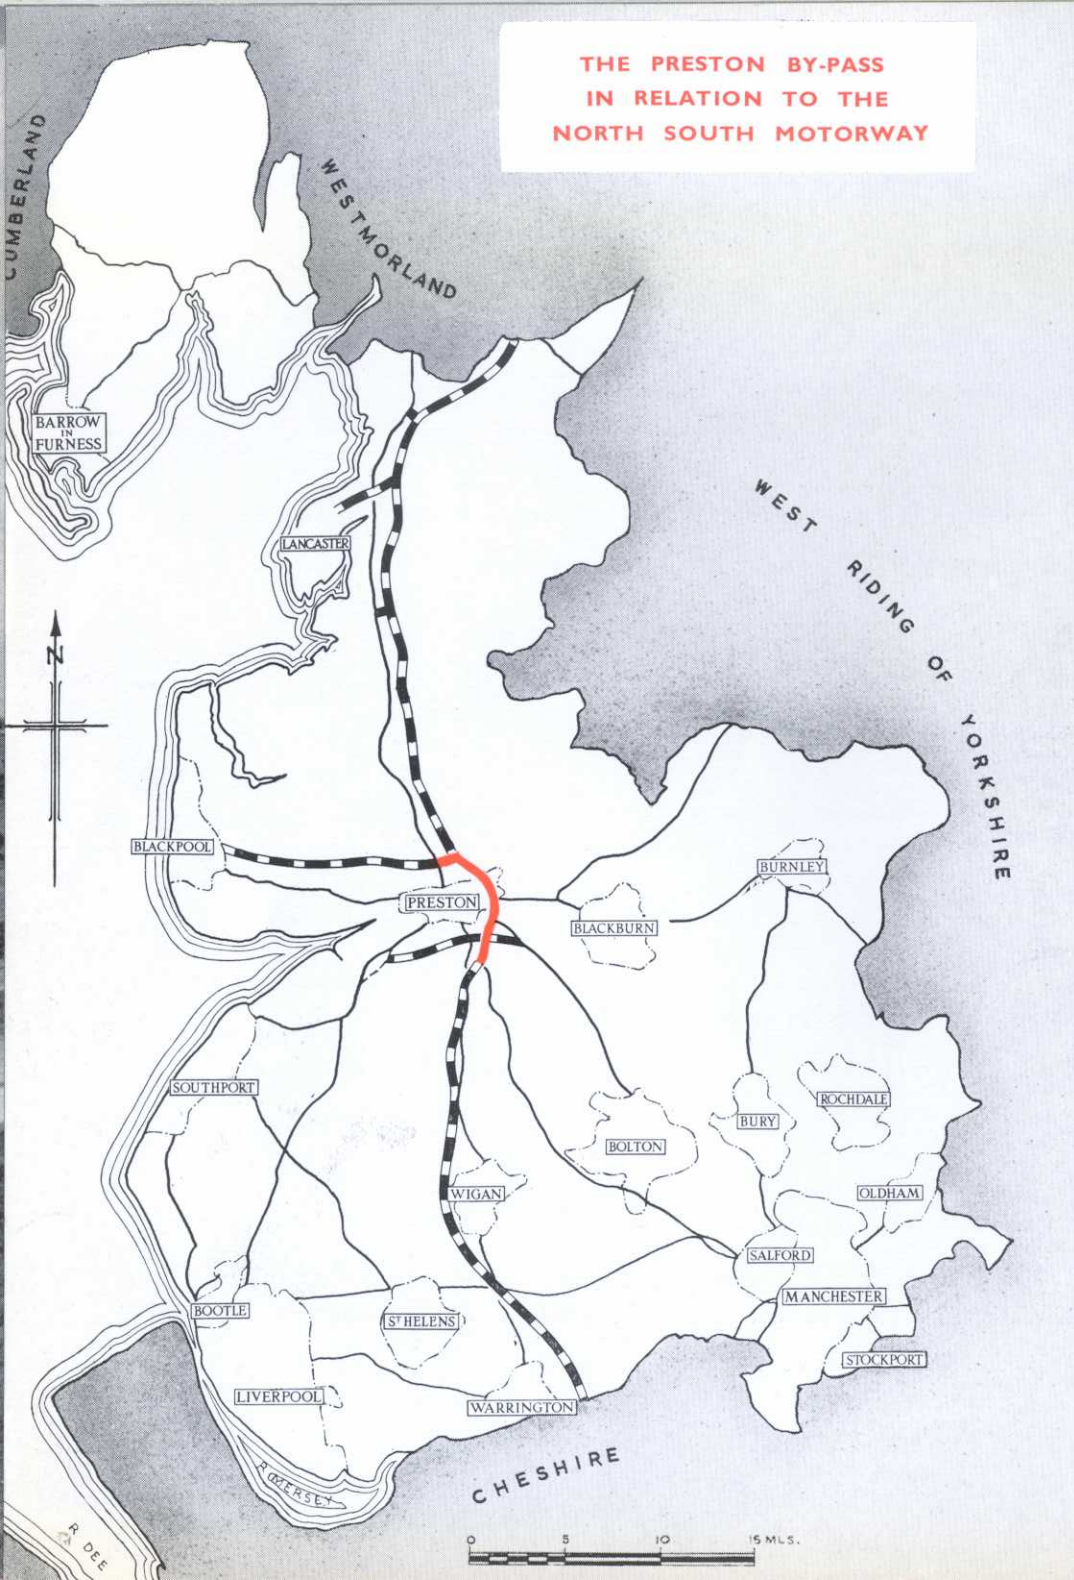 THE PRESTON BY-PASS
IN RELATION TO THE
NORTH SOUTH MOTORWAY
CUMBERLAND
WESTMORLAND
BARROW
IN
FURNESS
WEST RIDING OF YORKSHIRE
LANCASTER
N
BLACKPOOL
PRESTON
BURNLEY
BLACKBURN
SOUTHPORT
ROCHDALE
BURY
BOLTON
WIGAN
OLDHAM
SALFORD
MANCHESTER
BOOTLE
ST HELENS
STOCKPORT
LIVERPOOL
WARRINGTON
R MERSEY
CHESHIRE
R DEE
0 5 10 15 MLS.